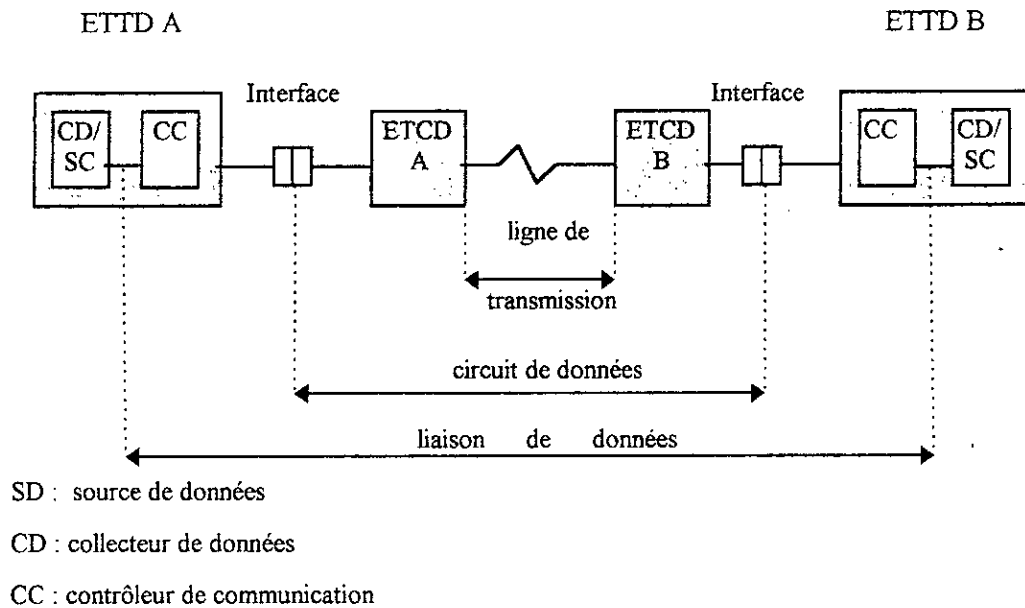 ETTD A
ETTD B
Interface
Interface
CD/
SC
CC
ETCD
A
ETCD
B
CC
CD/
SC
ligne de
transmission
circuit de données
liaison de données
SD : source de données
CD : collecteur de données
CC : contrôleur de communication